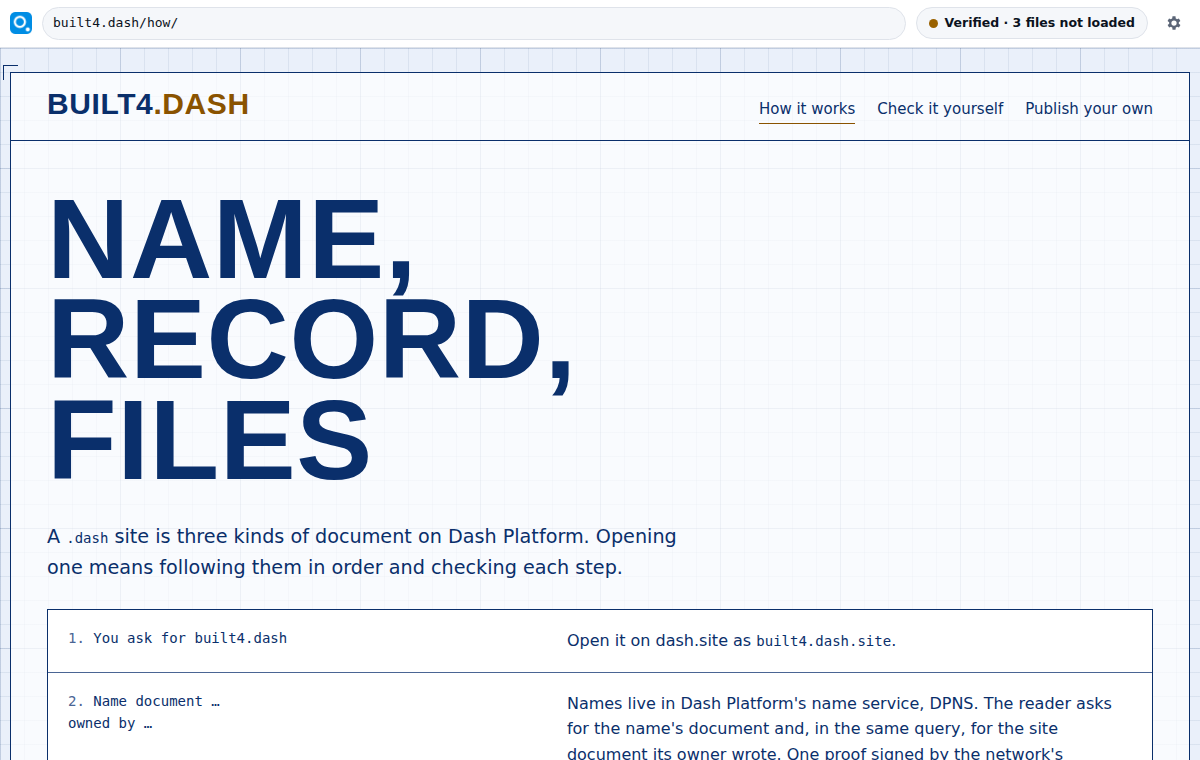 built4.dash/how/
Verified · 3 files not loaded
BUILT4.DASH
How it works
Check it yourself
Publish your own
NAME,
RECORD,
FILES
A .dash site is three kinds of document on Dash Platform. Opening
one means following them in order and checking each step.
1. You ask for built4.dash
Open it on dash.site as built4.dash.site.
2. Name document …
owned by …
Names live in Dash Platform's name service, DPNS. The reader asks
for the name's document and, in the same query, for the site
document its owner wrote. One proof signed by the network's